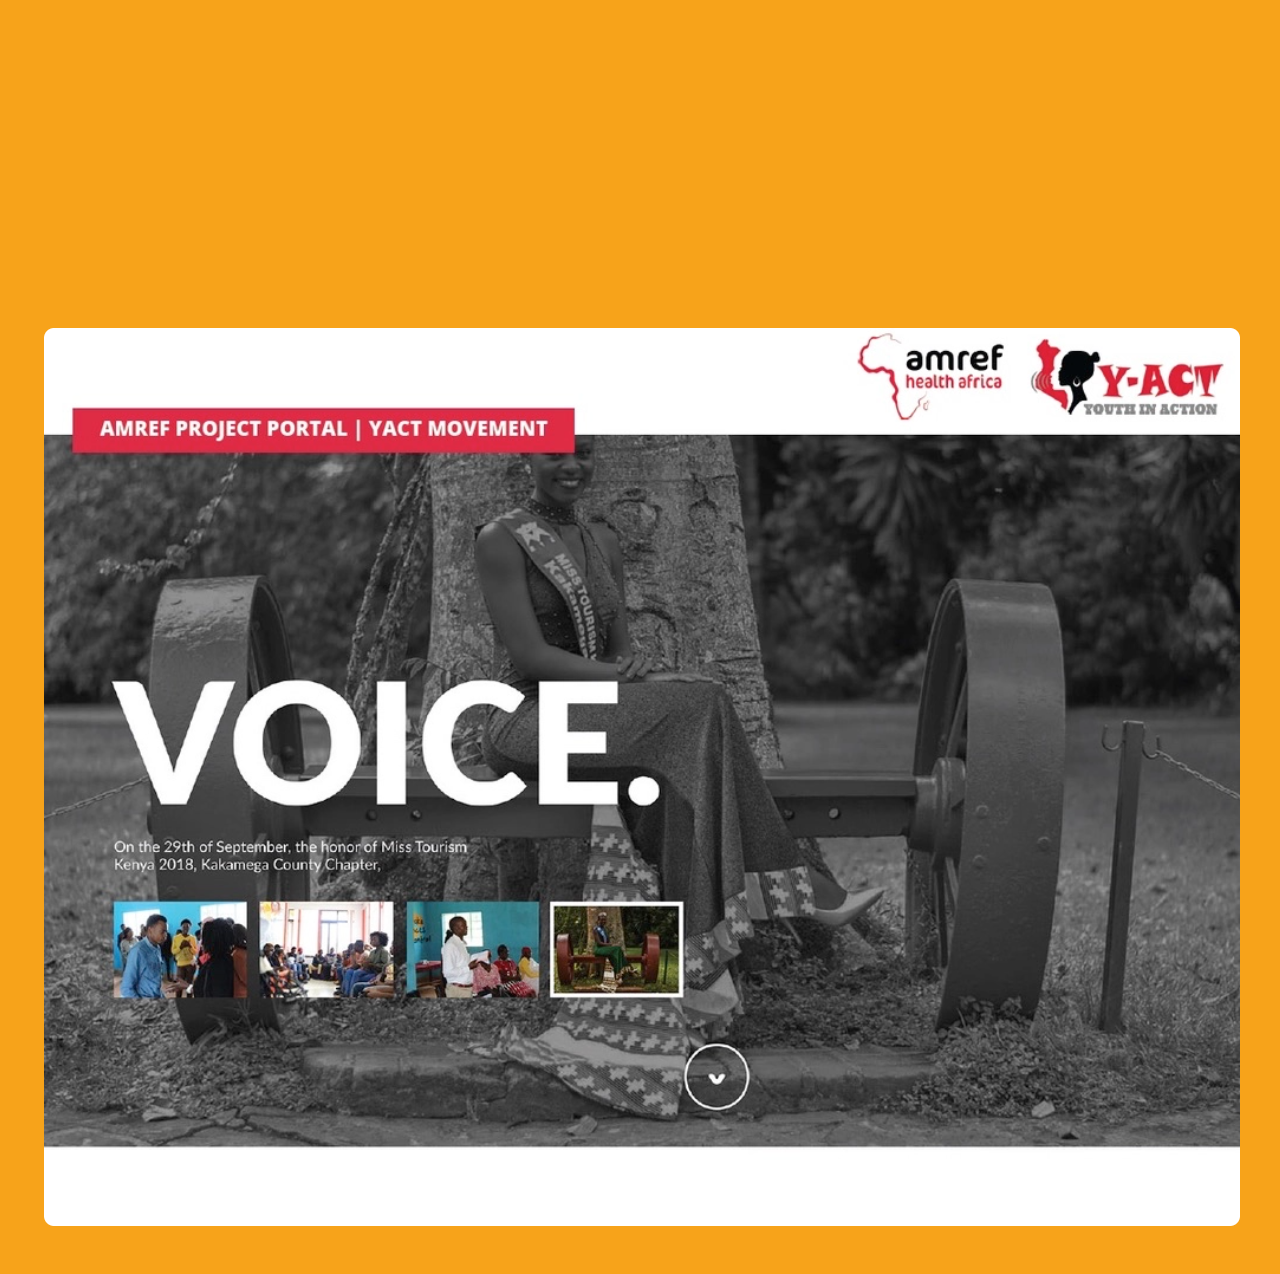 amref
health africa
Y-ACT
YOUTH IN ACTION
AMREF PROJECT PORTAL | YACT MOVEMENT
MISS TOURISM
VOICE.
On the 29th of September, the honor of Miss Tourism
Kenya 2018, Kakamega County Chapter,